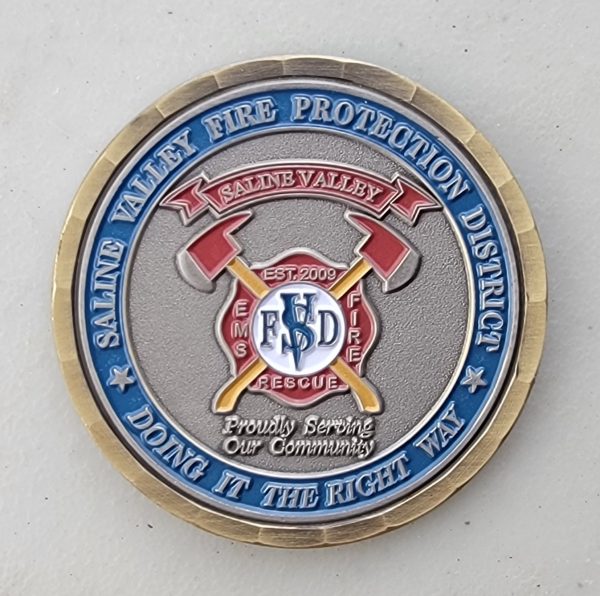 SALINE VALLEY FIRE PROTECTION DISTRICT
SALINE VALLEY
EST. 2009
EMS
FIRE
F SV D
RESCUE
Proudly Serving
Our Community
DOING IT THE RIGHT WAY